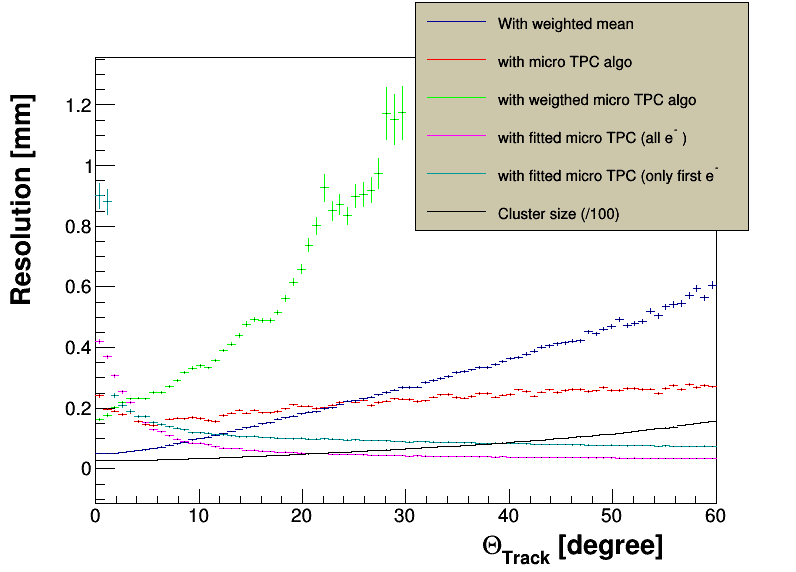 With weighted mean
with micro TPC algo
with weigthed micro TPC algo
with fitted micro TPC (all e⁻ )
with fitted micro TPC (only first e⁻
Cluster size (/100)
Resolution [mm]
1.2
1
0.8
0.6
0.4
0.2
0
0 10 20 30 40 50 60
Θ_Track [degree]